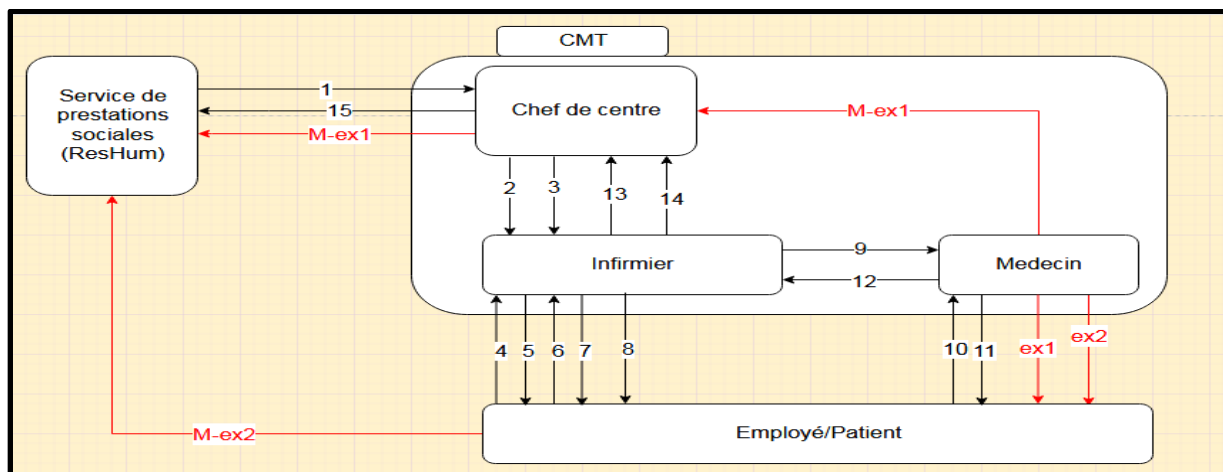 CMT
Service de
prestations
sociales
(ResHum)
1
15
M-ex1
Chef de centre
M-ex1
2
3
13
14
Infirmier
9
12
Medecin
4
5
6
7
8
10
11
ex1
ex2
M-ex2
Employé/Patient